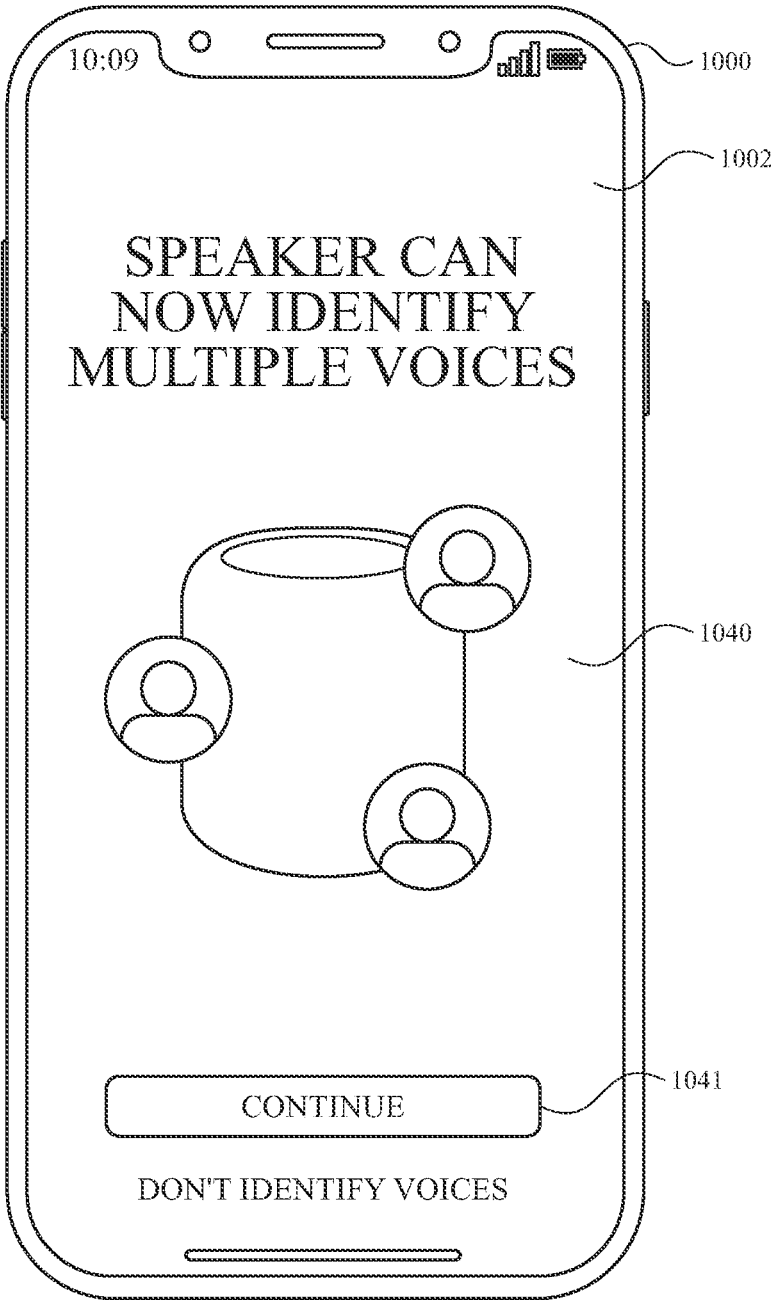 10:09
1000
1002
SPEAKER CAN
NOW IDENTIFY
MULTIPLE VOICES
1040
1041
CONTINUE
DON'T IDENTIFY VOICES